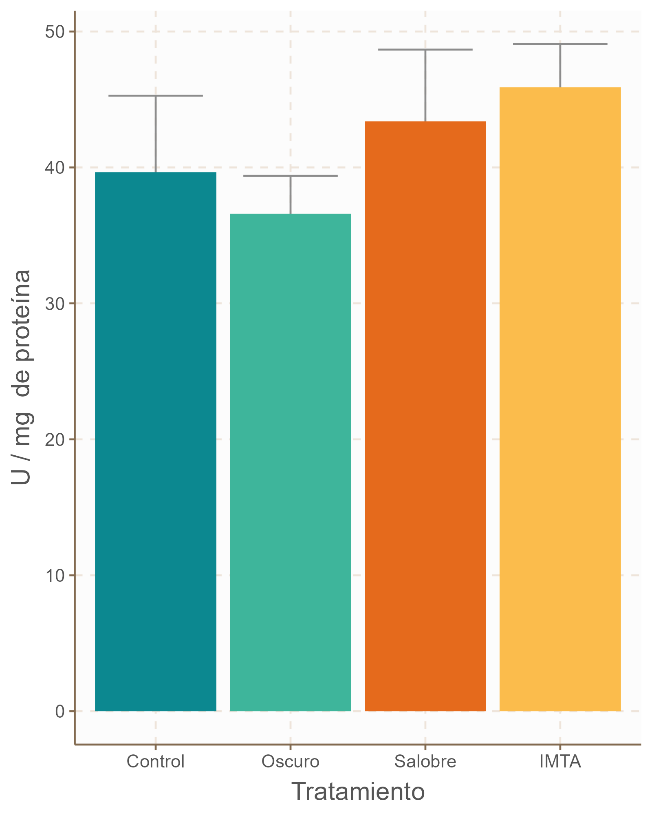 50
40
30
20
10
0
U / mg  de proteína
Control Oscuro Salobre IMTA
Tratamiento